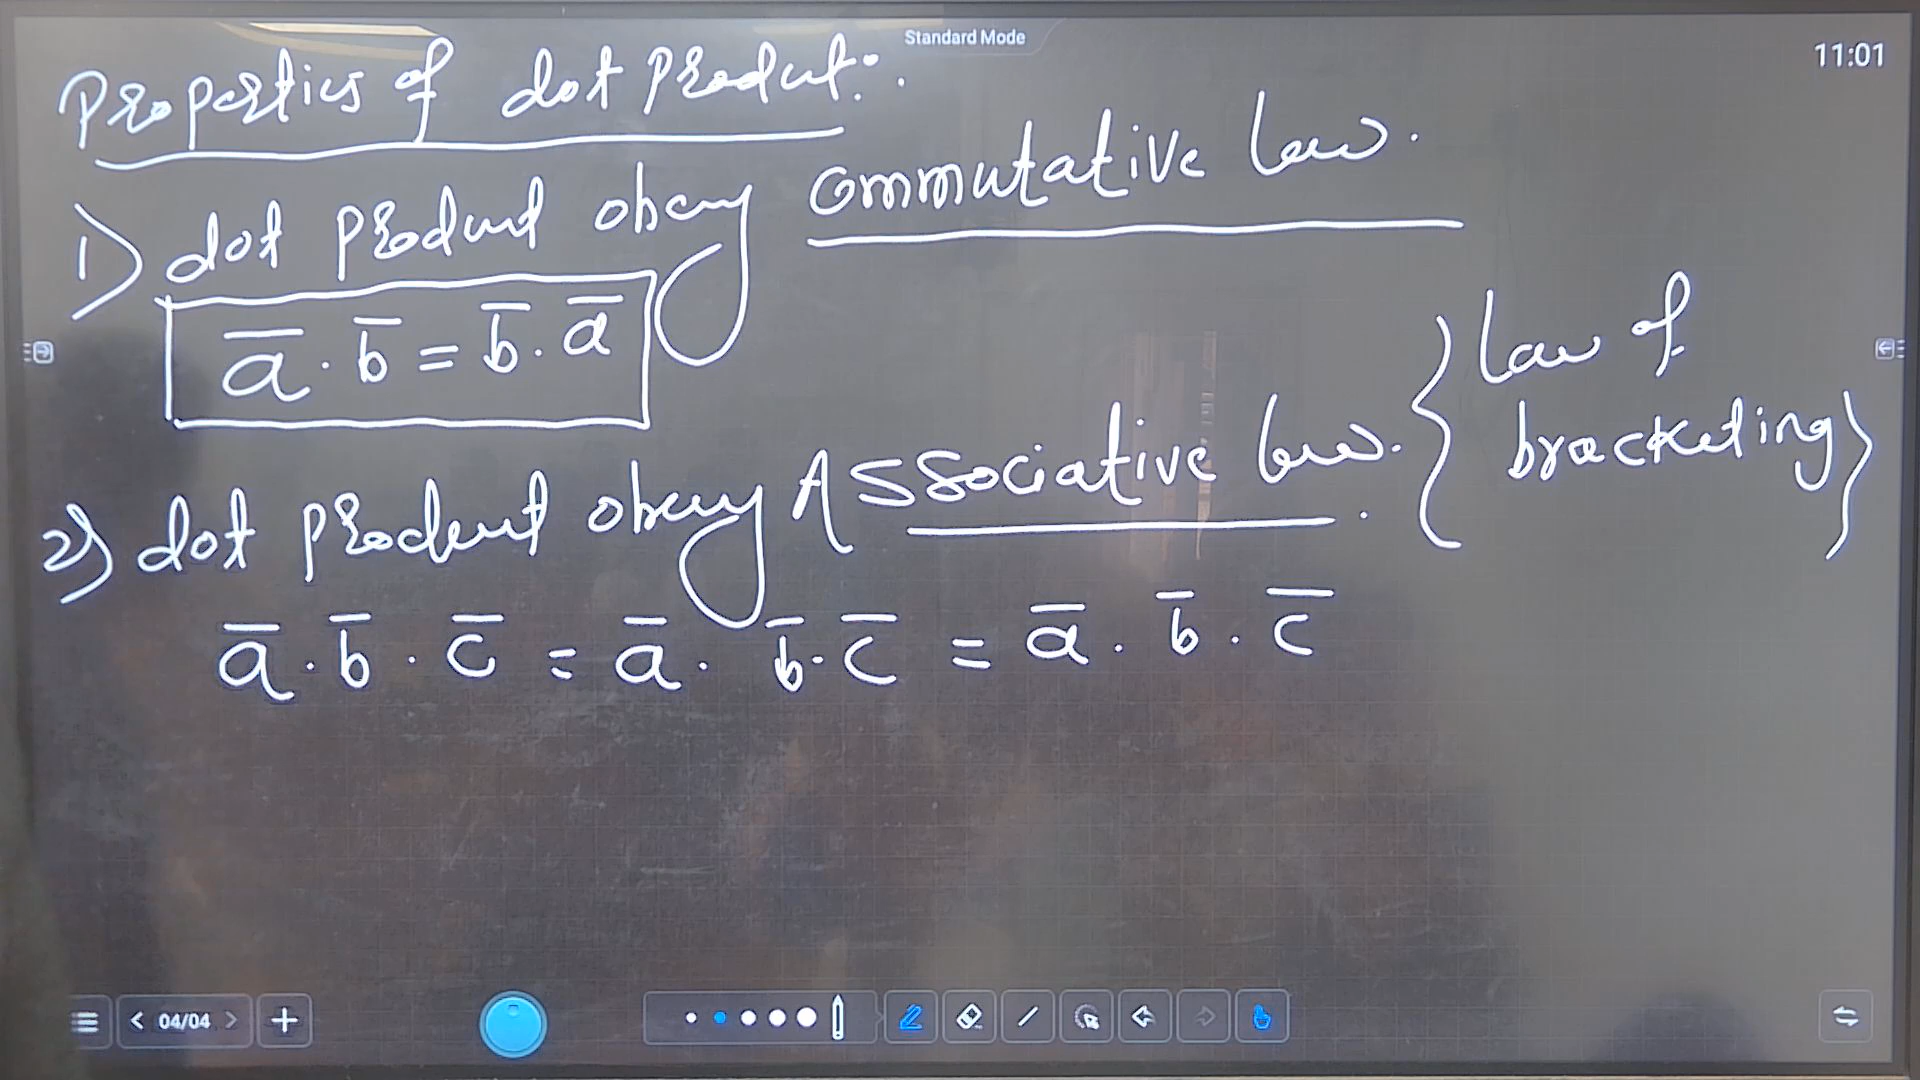 Standard Mode
11:01
Properties of dot Product:.
1) dot product obey ommutative law.
a̅ . b̅ = b̅ . a̅
2) dot product obey Associative law. { law of
bracketing }
a̅ . b̅ . c̅ = a̅ . b̅ . c̅ = a̅ . b̅ . c̅
04/04